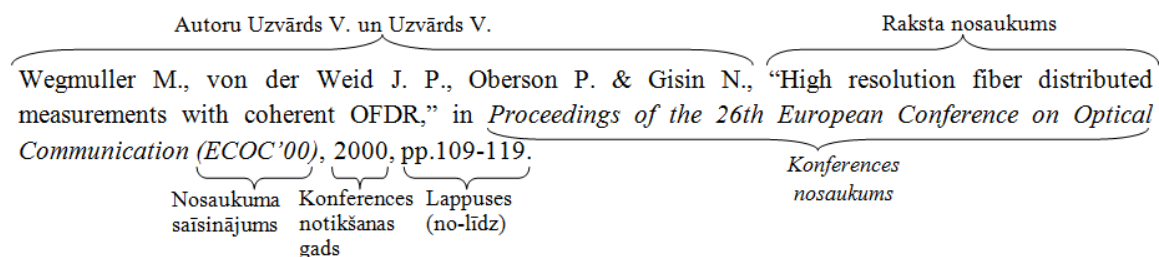 Autoru Uzvārds V. un Uzvārds V.
Raksta nosaukums
Wegmuller M., von der Weid J. P., Oberson P. & Gisin N., “High resolution fiber distributed
measurements with coherent OFDR,” in Proceedings of the 26th European Conference on Optical
Communication (ECOC’00), 2000, pp.109-119.
Konferences
nosaukums
Nosaukuma
saīsinājums
Konferences
notikšanas
gads
Lappuses
(no-līdz)